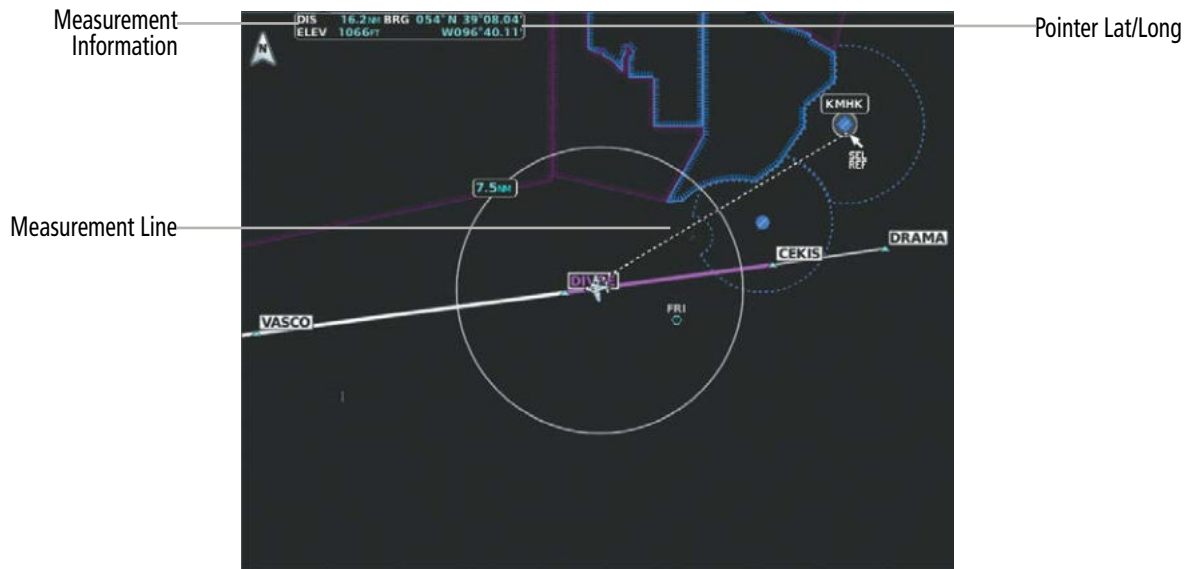 Measurement
Information
DIS 16.2NM BRG 054° N 39°08.04'
ELEV 1066FT W096°40.11'
Pointer Lat/Long
N
KMHK
SEL
REF
7.5NM
Measurement Line
DRAMA
CEKIS
FRI
VASCO